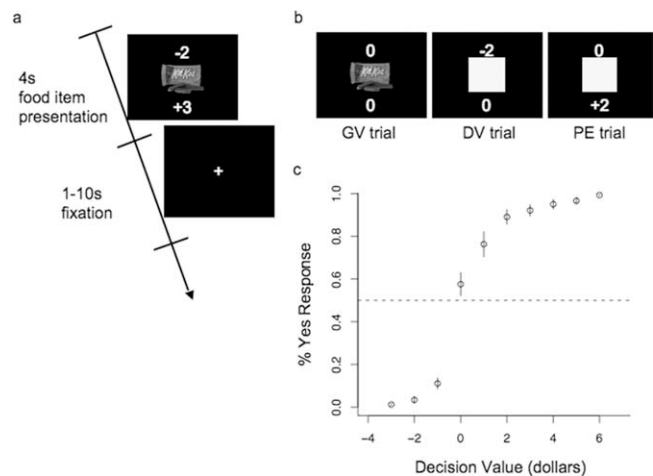 a
-2
KitKat
+3
4s
food item
presentation
+
1-10s
fixation
b
0
KitKat
0
GV trial
-2
0
DV trial
0
+2
PE trial
c
% Yes Response
1.0
0.8
0.6
0.4
0.2
0.0
-4
-2
0
2
4
6
Decision Value (dollars)